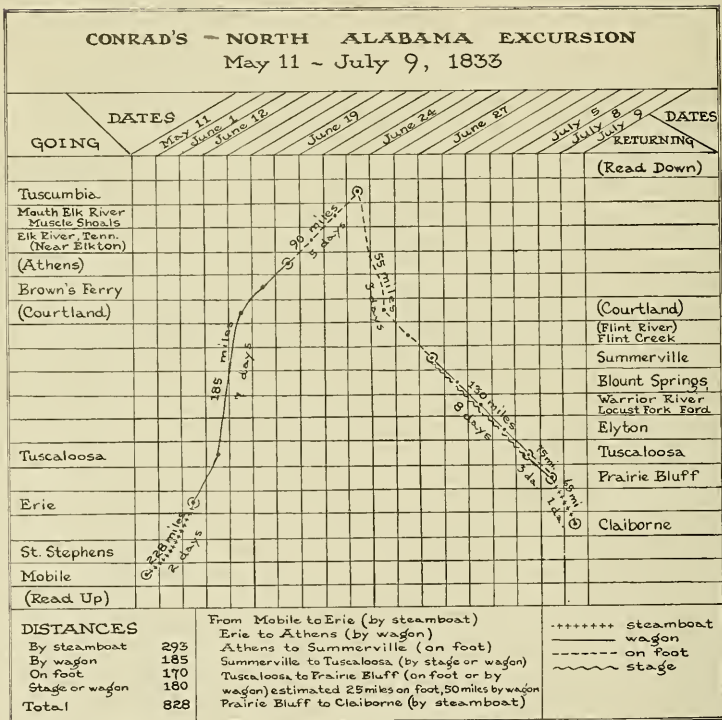 CONRAD'S - NORTH ALABAMA EXCURSION
May 11 - July 9, 1833
DATES
May 11
June 1
June 12
June 19
June 24
June 27
July 5
July 8
July 9
DATES
GOING
RETURNING
(Read Down)
Tuscumbia
Mouth Elk River
Muscle Shoals
Elk River, Tenn.
(Near Elkton)
(Athens)
Brown's Ferry
(Courtland)
Tuscaloosa
Erie
St. Stephens
Mobile
(Read Up)
(Courtland)
(Flint River)
Flint Creek
Summerville
Blount Springs
Warrior River
Locust Fork Ford
Elyton
Tuscaloosa
Prairie Bluff
Claiborne
228 miles
2 days
185 miles
7 days
90 miles
5 days
55 miles
3 days
130 miles
8 days
75 mi.
3 da.
65 mi
1 da.
DISTANCES
By steamboat 293
By wagon 185
On foot 170
Stage or wagon 180
Total 828
From Mobile to Erie (by steamboat)
Erie to Athens (by wagon)
Athens to Summerville (on foot)
Summerville to Tuscaloosa (by stage or wagon)
Tuscaloosa to Prairie Bluff (on foot or by
wagon) estimated 25 miles on foot, 50 miles by wagon
Prairie Bluff to Claiborne (by steamboat)
steamboat
wagon
on foot
stage